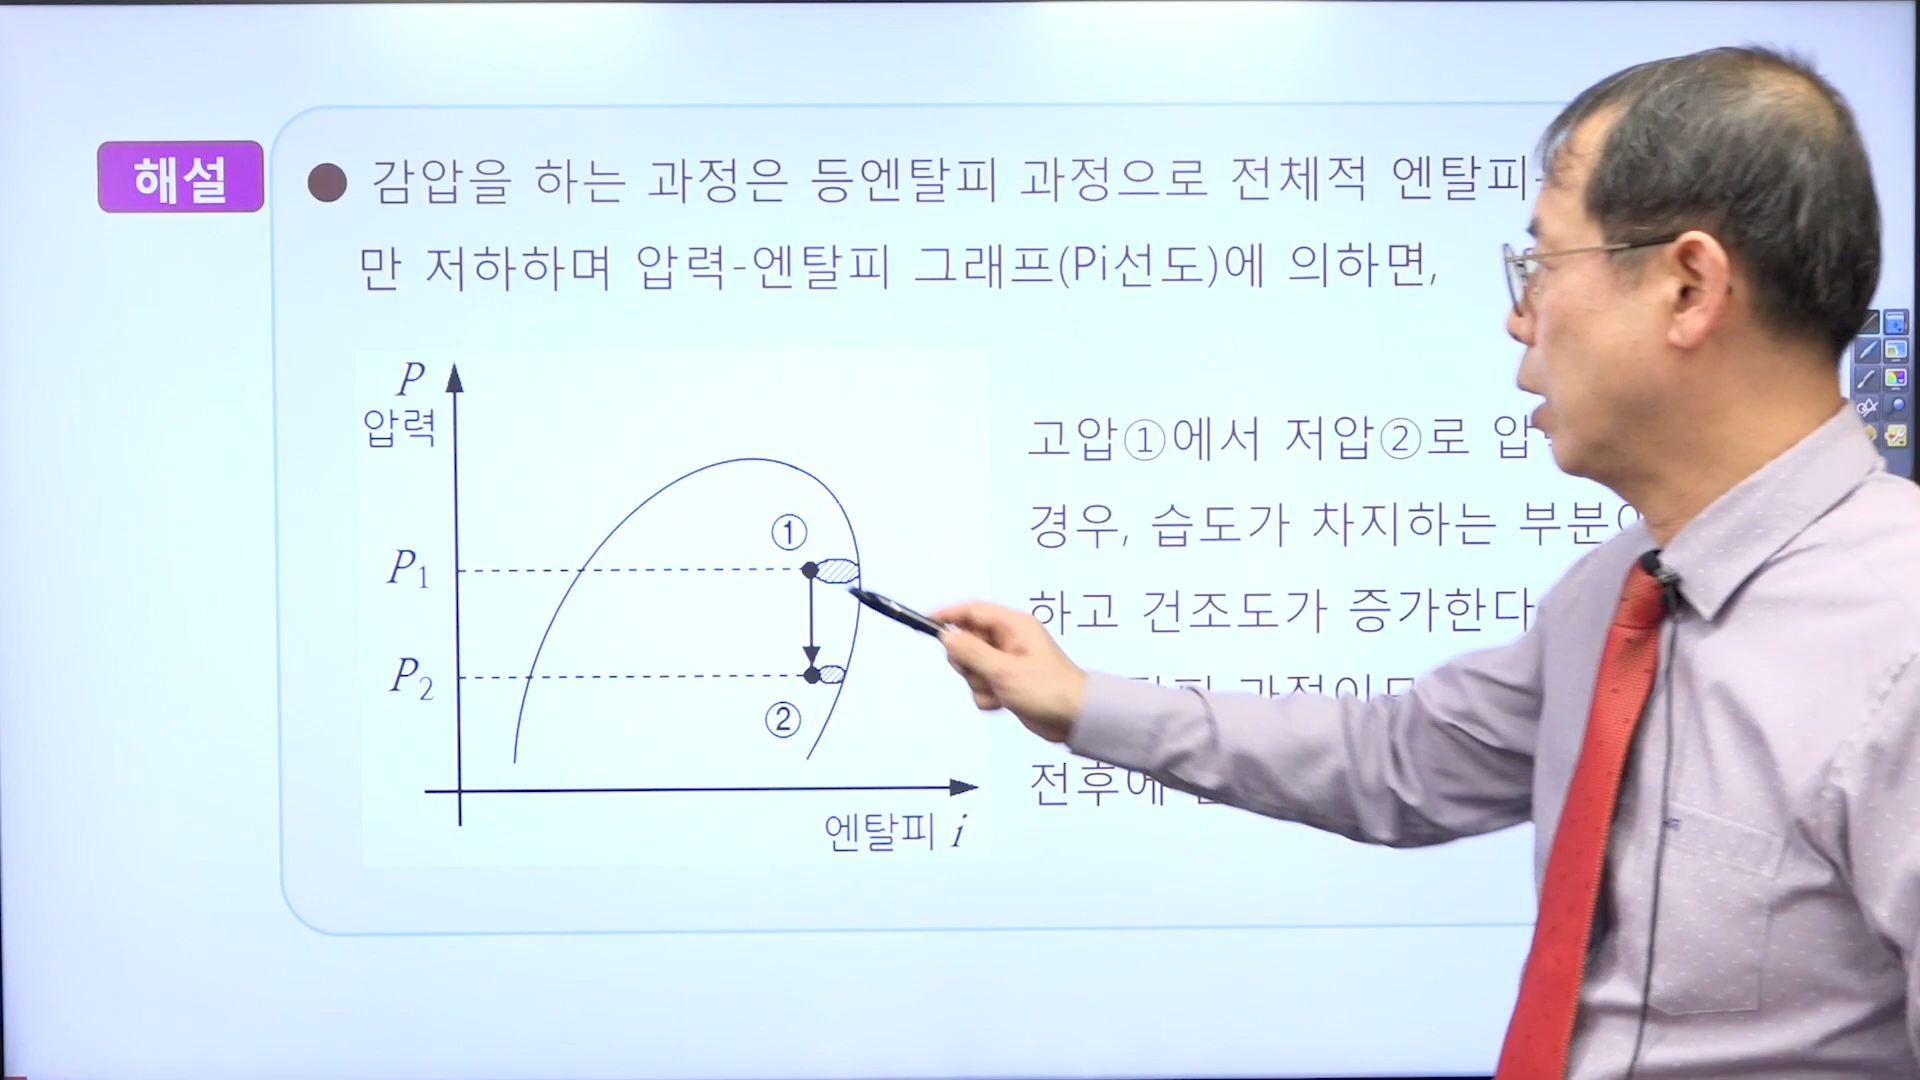 해설
● 감압을 하는 과정은 등엔탈피 과정으로 전체적 엔탈피
만 저하하며 압력-엔탈피 그래프(Pi선도)에 의하면,
P
압력
P1
P2
①
②
엔탈피 i
고압①에서 저압②로
경우, 습도가 차지하는
하고 건조도가 증가한다
전후에